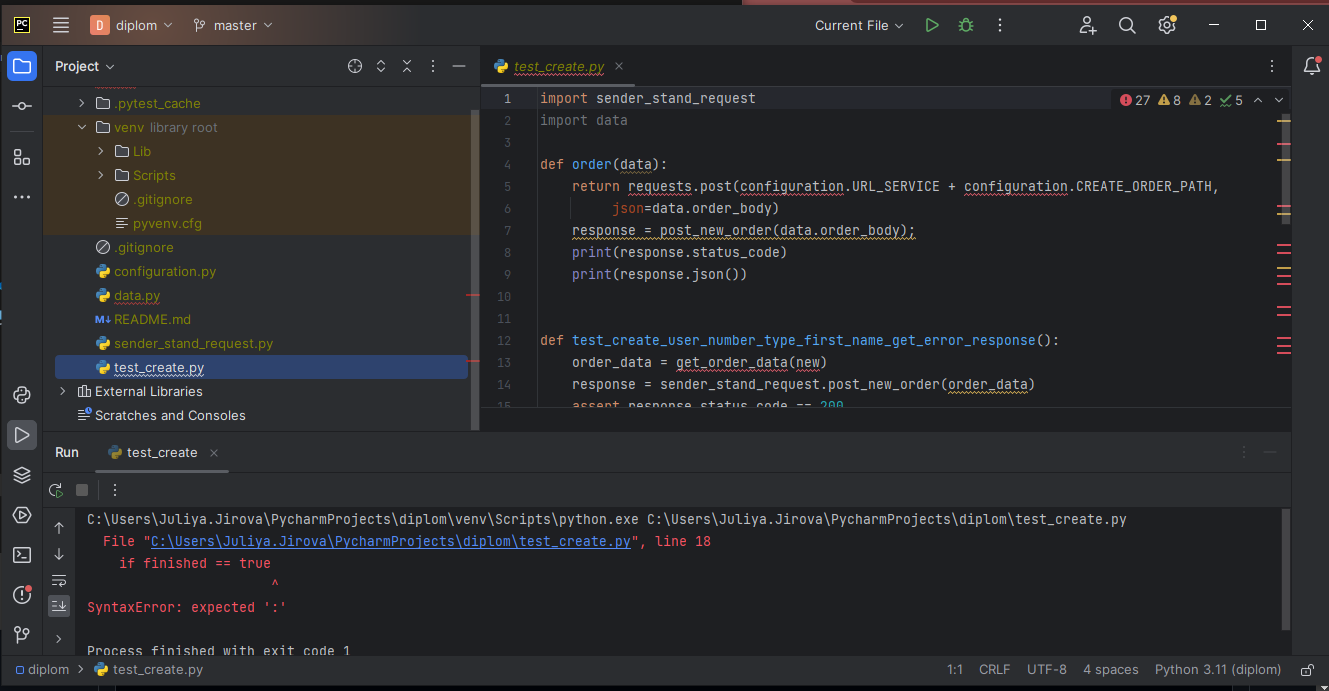 PC
D diplom master Current File
Project
.pytest_cache
venv library root
Lib
Scripts
.gitignore
pyvenv.cfg
.gitignore
configuration.py
data.py
M↓ README.md
sender_stand_request.py
test_create.py
External Libraries
Scratches and Consoles
test_create.py
27 8 2 5
1 import sender_stand_request
2 import data
3
4 def order(data):
5 return requests.post(configuration.URL_SERVICE + configuration.CREATE_ORDER_PATH,
6 json=data.order_body)
7 response = post_new_order(data.order_body);
8 print(response.status_code)
9 print(response.json())
10
11
12 def test_create_user_number_type_first_name_get_error_response():
13 order_data = get_order_data(new)
14 response = sender_stand_request.post_new_order(order_data)
15 assert response.status_code == 200
Run test_create
C:\Users\Juliya.Jirova\PycharmProjects\diplom\venv\Scripts\python.exe C:\Users\Juliya.Jirova\PycharmProjects\diplom\test_create.py
File "C:\Users\Juliya.Jirova\PycharmProjects\diplom\test_create.py", line 18
if finished == true
^
SyntaxError: expected ':'
Process finished with exit code 1
diplom > test_create.py 1:1 CRLF UTF-8 4 spaces Python 3.11 (diplom)